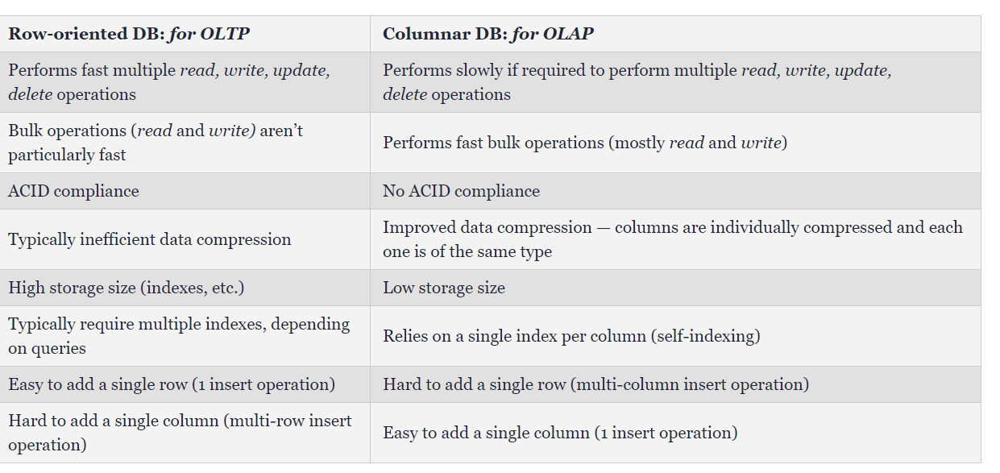 Row-oriented DB: for OLTP
Columnar DB: for OLAP
Performs fast multiple read, write, update,
delete operations
Performs slowly if required to perform multiple read, write, update,
delete operations
Bulk operations (read and write) aren’t
particularly fast
Performs fast bulk operations (mostly read and write)
ACID compliance
No ACID compliance
Typically inefficient data compression
Improved data compression — columns are individually compressed and each
one is of the same type
High storage size (indexes, etc.)
Low storage size
Typically require multiple indexes, depending
on queries
Relies on a single index per column (self-indexing)
Easy to add a single row (1 insert operation)
Hard to add a single row (multi-column insert operation)
Hard to add a single column (multi-row insert
operation)
Easy to add a single column (1 insert operation)